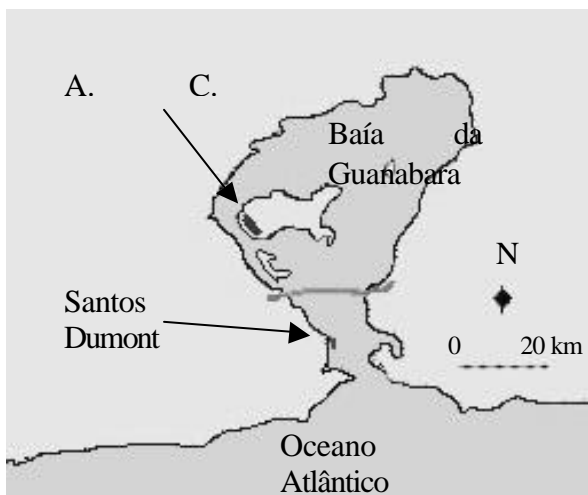 A. C.
Baía da
Guanabara
N
Santos
Dumont
0 20 km
Oceano
Atlântico